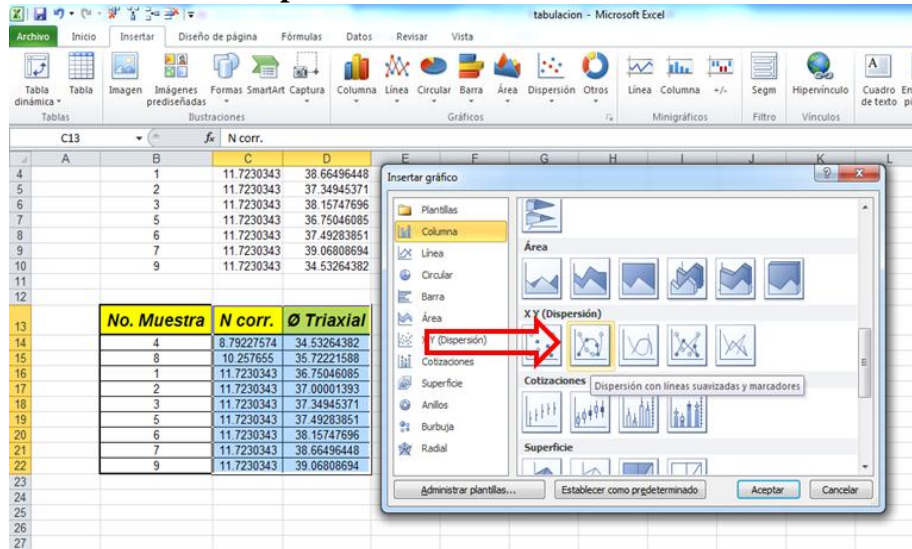 tabulacion - Microsoft Excel
Archivo Inicio Insertar Diseño de página Fórmulas Datos Revisar Vista
Tabla dinámica Tabla Imagen Imágenes prediseñadas Formas SmartArt Captura Columna Línea Circular Barra Área Dispersión Otros Línea Columna +/- Segm Hipervínculo Cuadro de texto
Tablas Ilustraciones Gráficos Minigráficos Filtro Vínculos
C13 fx N corr.
A B C D E F G H I J K L
4 1 11.7230343 38.66496448
5 2 11.7230343 37.34945371
6 3 11.7230343 38.15747696
7 5 11.7230343 36.75046085
8 6 11.7230343 37.49283851
9 7 11.7230343 39.06808694
10 9 11.7230343 34.53264382
11
12
13 No. Muestra N corr. Ø Triaxial
14 4 8.79227574 34.53264382
15 8 10.257655 35.72221588
16 1 11.7230343 36.75046085
17 2 11.7230343 37.00001393
18 3 11.7230343 37.34945371
19 5 11.7230343 37.49283851
20 6 11.7230343 38.15747696
21 7 11.7230343 38.66496448
22 9 11.7230343 39.06808694
23
24
25
26
27
Insertar gráfico
Plantillas
Columna
Línea
Circular
Barra
Área
(Dispersión)
Cotizaciones
Superficie
Anillos
Burbuja
Radial
Área
X Y (Dispersión)
Cotizaciones
Dispersión con líneas suavizadas y marcadores
Superficie
Administrar plantillas... Establecer como predeterminado Aceptar Cancelar